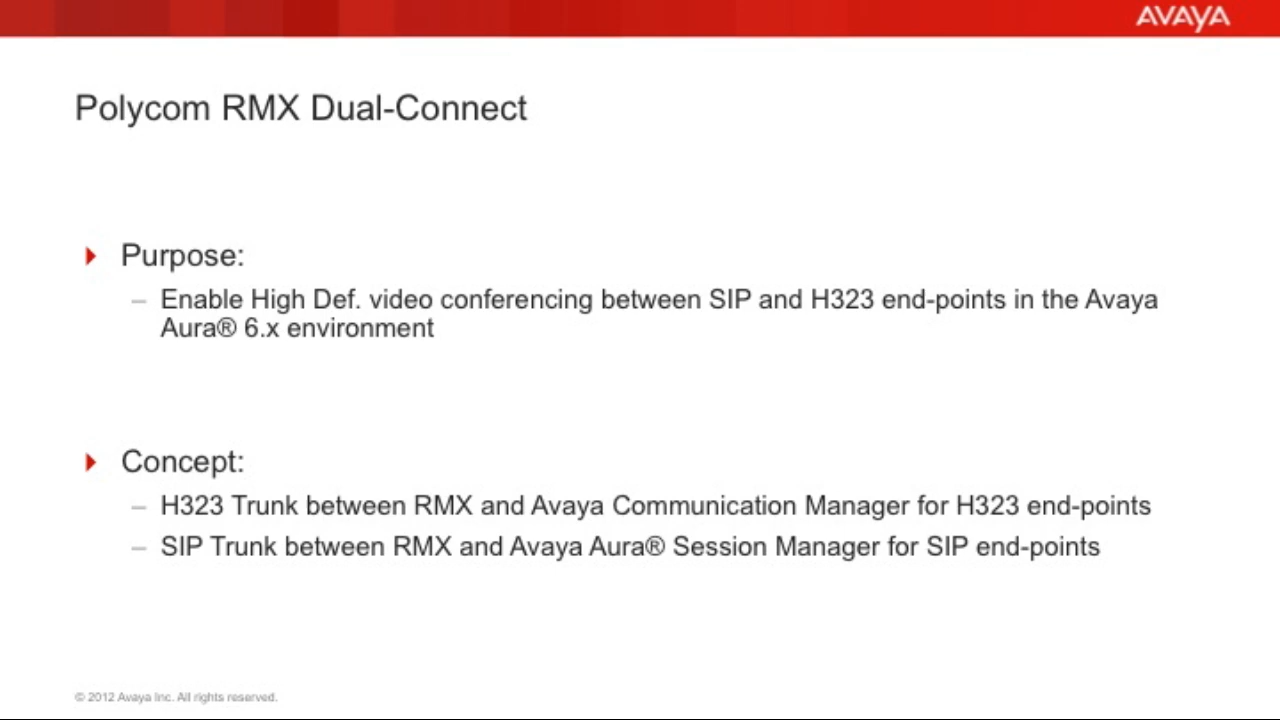 AVAYA
Polycom RMX Dual-Connect
Purpose:
– Enable High Def. video conferencing between SIP and H323 end-points in the Avaya
Aura® 6.x environment
Concept:
– H323 Trunk between RMX and Avaya Communication Manager for H323 end-points
– SIP Trunk between RMX and Avaya Aura® Session Manager for SIP end-points
© 2012 Avaya Inc. All rights reserved.